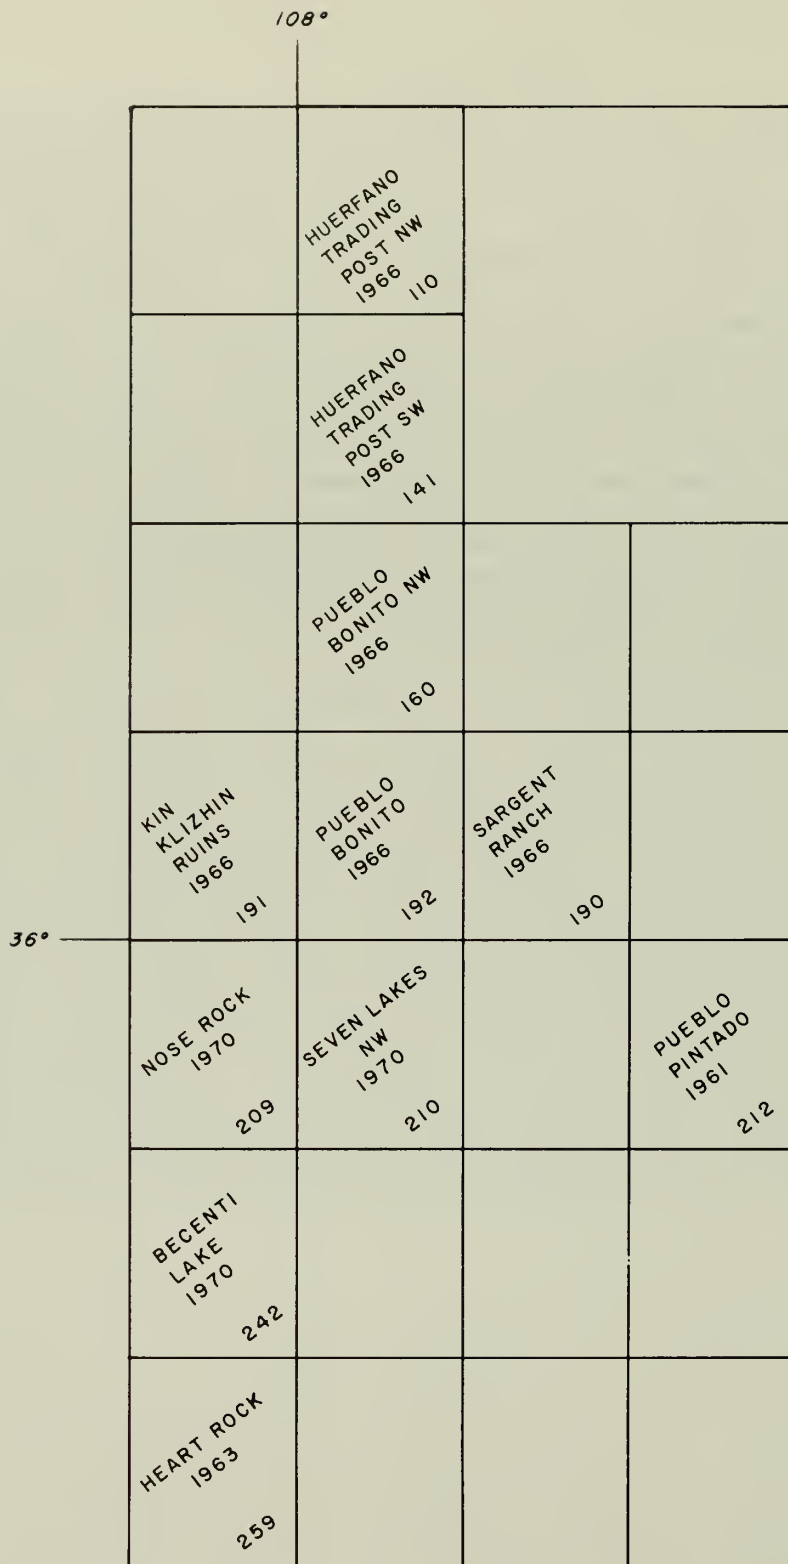 108°
HUERFANO
TRADING
POST NW
1966
110
HUERFANO
TRADING
POST SW
1966
141
PUEBLO
BONITO NW
1966
160
KIN
KLIZHIN
RUINS
1966
191
PUEBLO
BONITO
1966
192
SARGENT
RANCH
1966
190
36°
NOSE ROCK
1970
209
SEVEN LAKES
NW
1970
210
PUEBLO
PINTADO
1961
212
BECENTI
LAKE
1970
242
HEART ROCK
1963
259